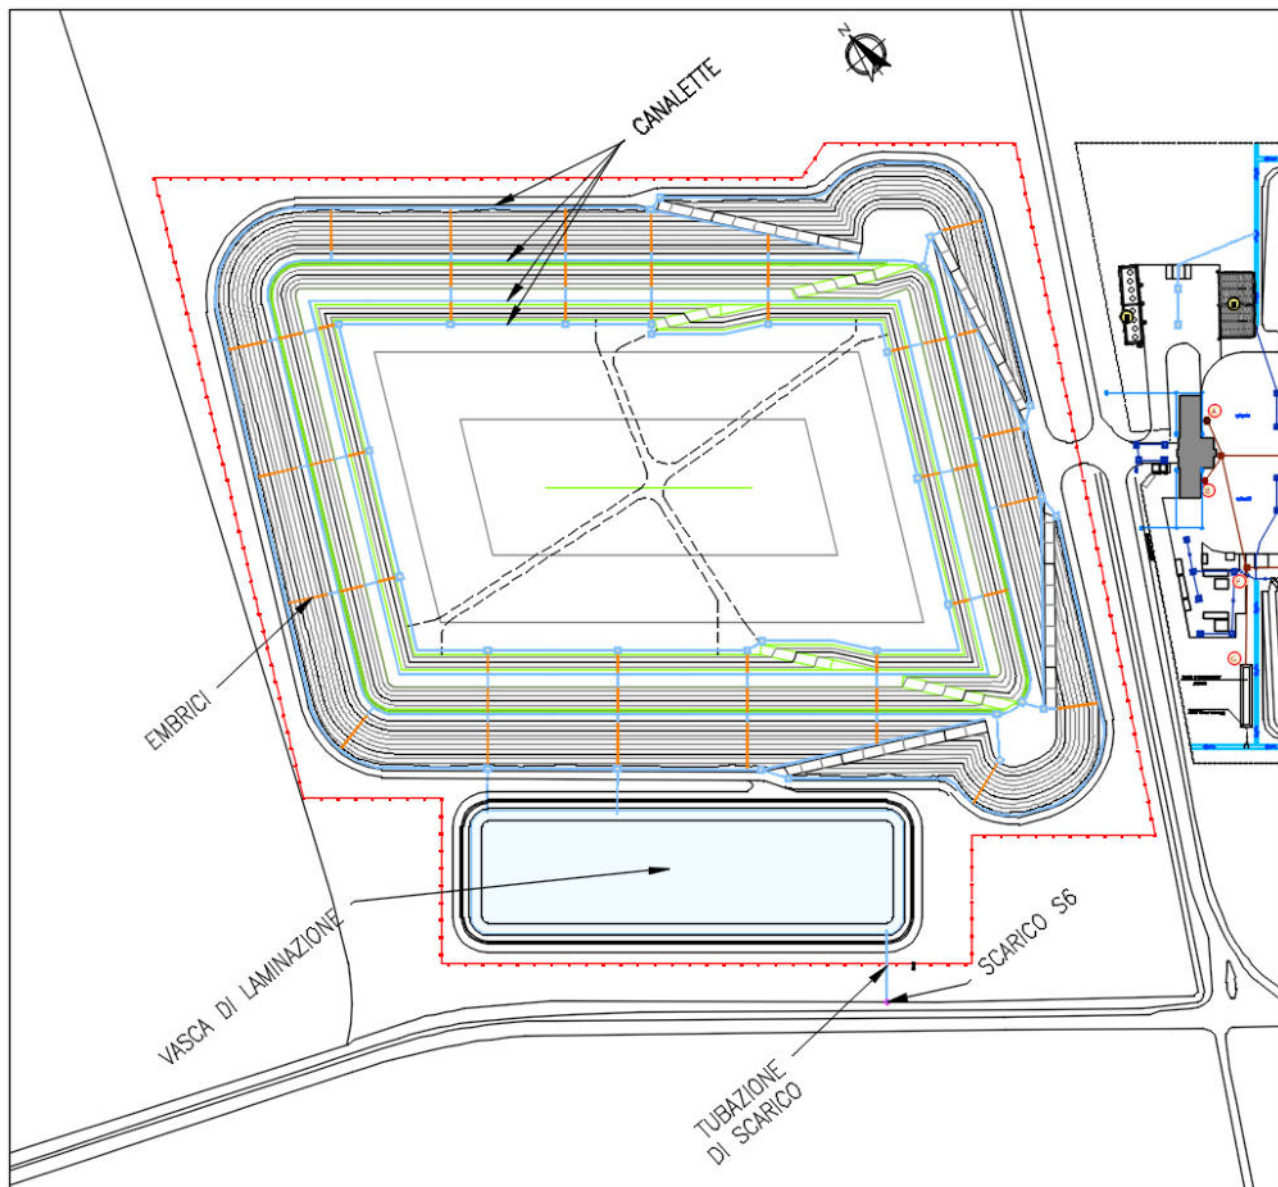 N
CANALETTE
EMBRICI
VASCA DI LAMINAZIONE
SCARICO S6
TUBAZIONE
DI SCARICO
A
B